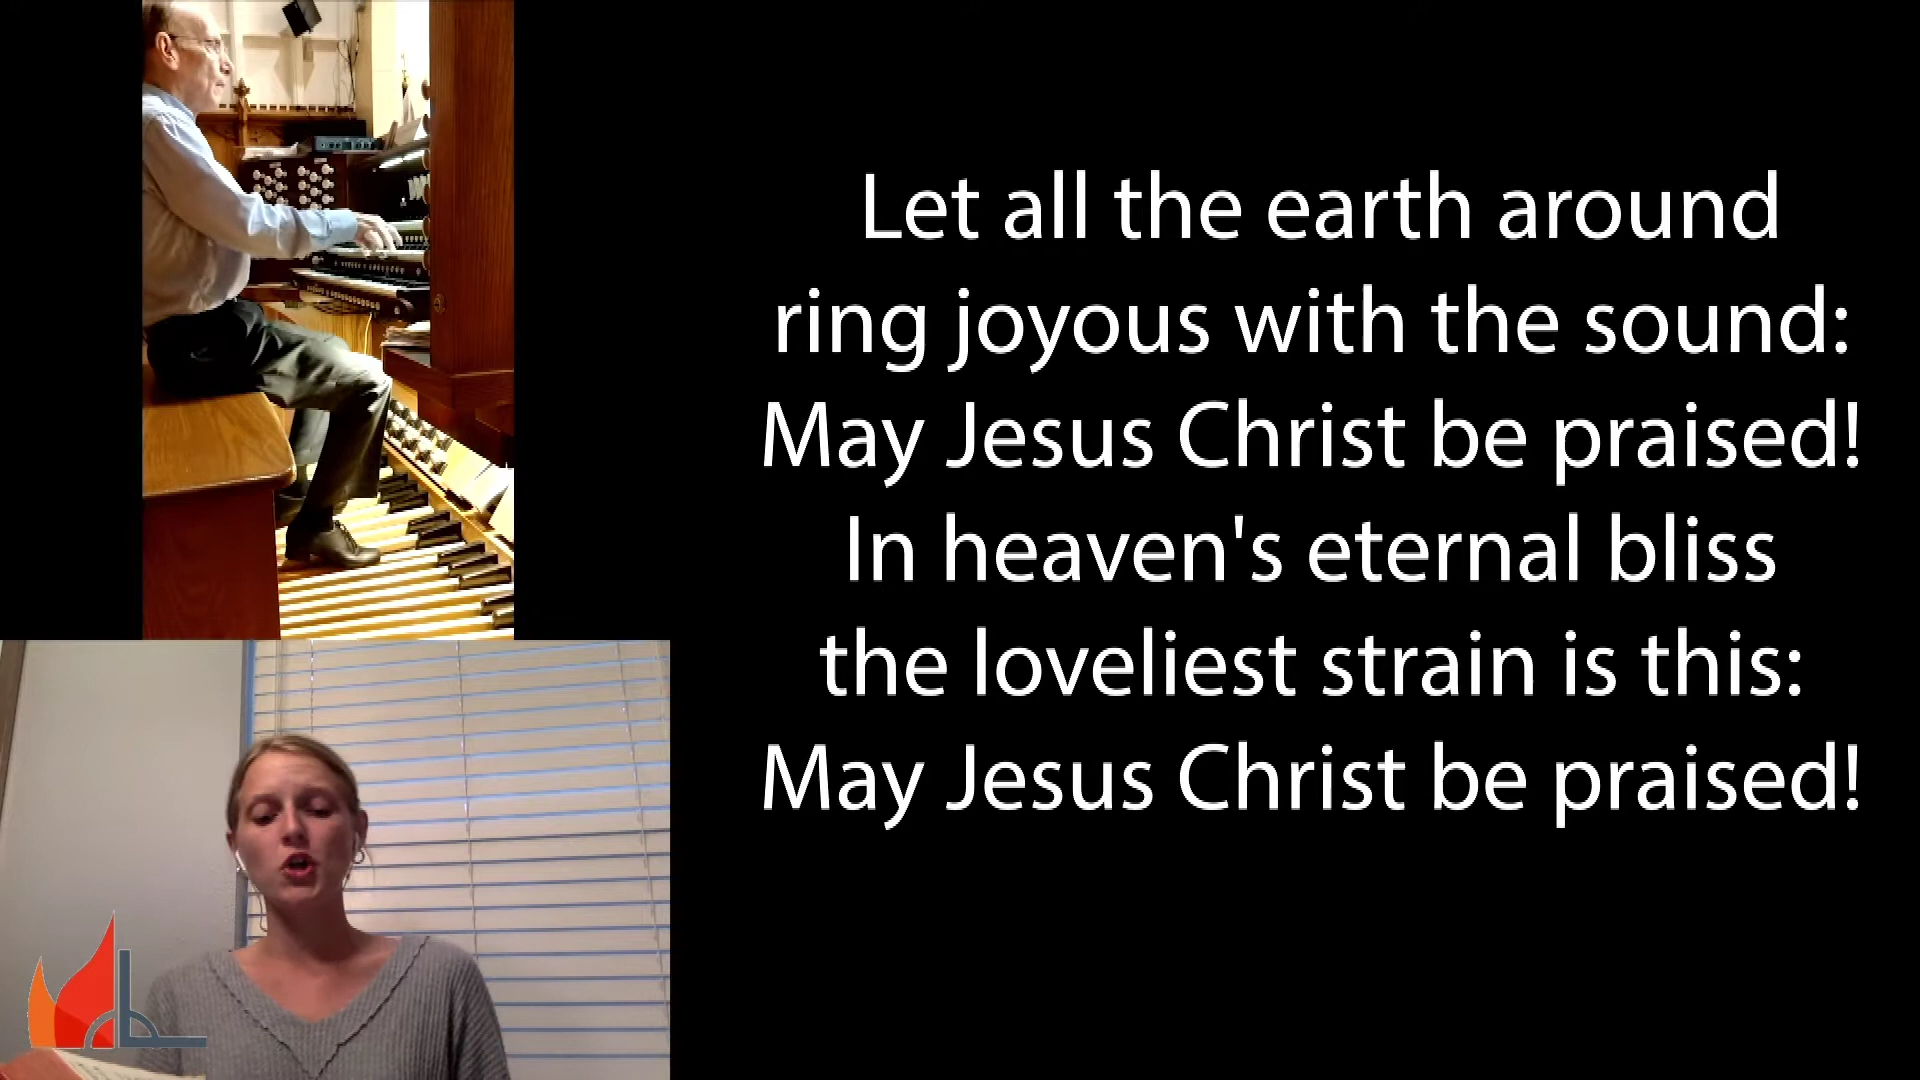 Let all the earth around
ring joyous with the sound:
May Jesus Christ be praised!
In heaven's eternal bliss
the loveliest strain is this:
May Jesus Christ be praised!